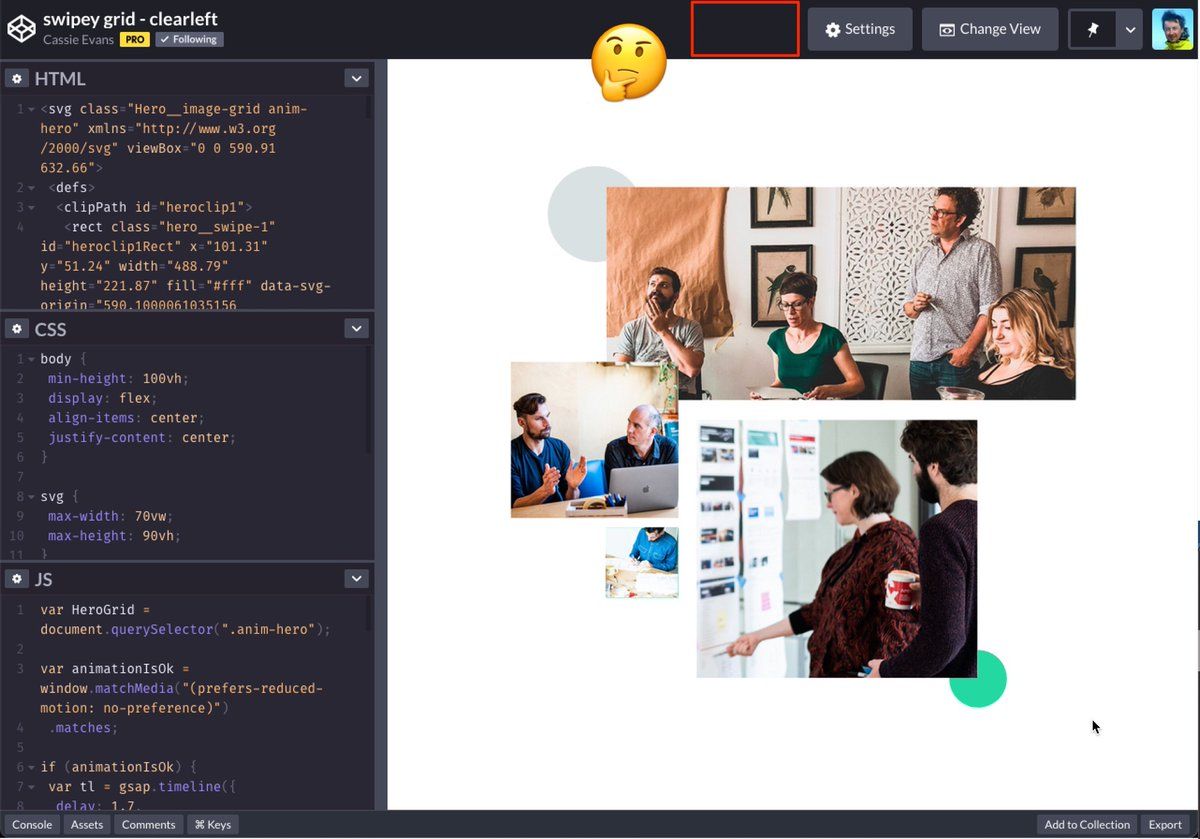 swipey grid - clearleft
Cassie Evans PRO ✓ Following
Settings
Change View
HTML
1 <svg class="Hero__image-grid anim-
hero" xmlns="http://www.w3.org
/2000/svg" viewBox="0 0 590.91
632.66">
2 <defs>
3 <clipPath id="heroclip1">
4 <rect class="hero__swipe-1"
id="heroclip1Rect" x="101.31"
y="51.24" width="488.79"
height="221.87" fill="#fff" data-svg-
origin="590.1000061035156
CSS
1 body {
2 min-height: 100vh;
3 display: flex;
4 align-items: center;
5 justify-content: center;
6 }
7
8 svg {
9 max-width: 70vw;
10 max-height: 90vh;
11 }
JS
1 var HeroGrid =
document.querySelector(".anim-hero");
2
3 var animationIsOk =
window.matchMedia("(prefers-reduced-
motion: no-preference)")
4 .matches;
5
6 if (animationIsOk) {
7 var tl = gsap.timeline({
8 delay: 1.7,
Console
Assets
Comments
⌘ Keys
Add to Collection
Export